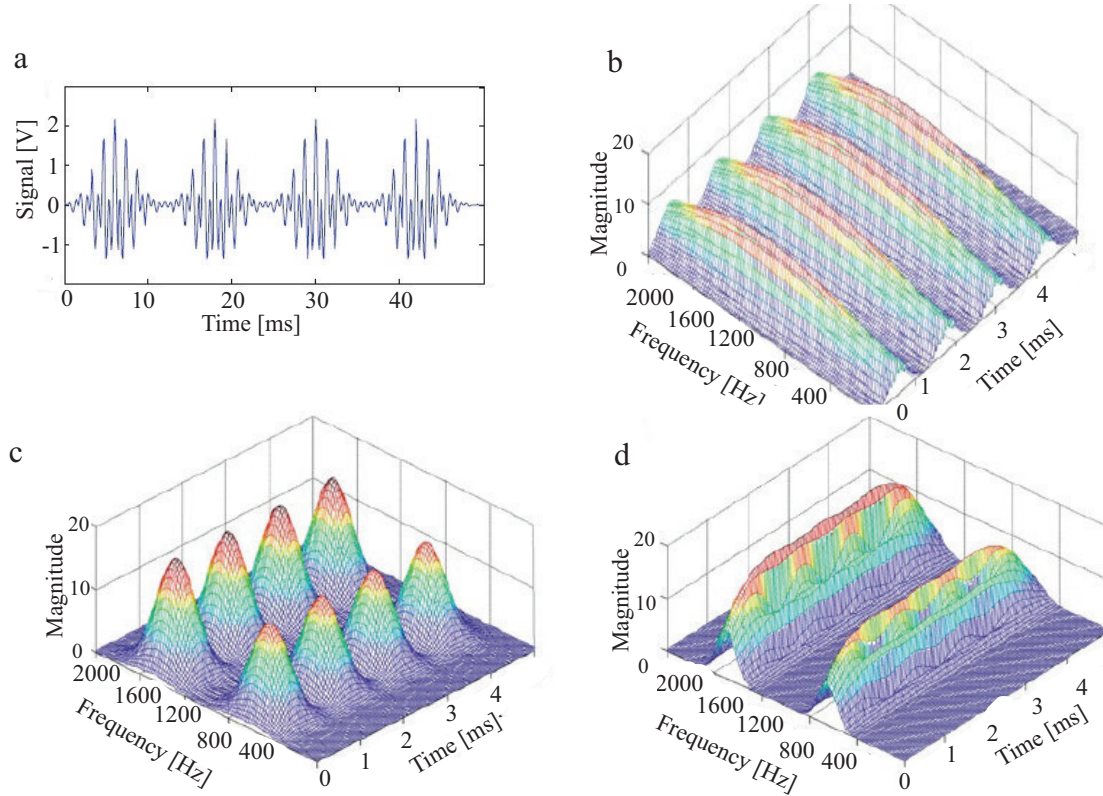 a
Signal [V]
2
1
0
-1
0 10 20 30 40
Time [ms]
b
Magnitude
20
10
0
2000 1600 1200 800 400
Frequency [Hz]
0 1 2 3 4
Time [ms]
c
Magnitude
20
10
0
2000 1600 1200 800 400
Frequency [Hz]
0 1 2 3 4
Time [ms]
d
Magnitude
20
10
0
2000 1600 1200 800 400
Frequency [Hz]
0 1 2 3 4
Time [ms]